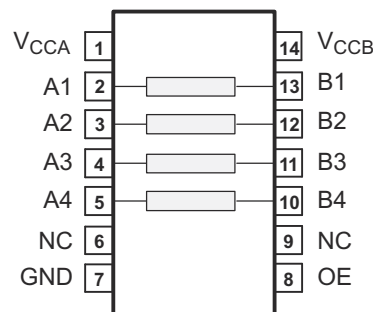 VCCA 1 14 VCCB
A1 2 13 B1
A2 3 12 B2
A3 4 11 B3
A4 5 10 B4
NC 6 9 NC
GND 7 8 OE